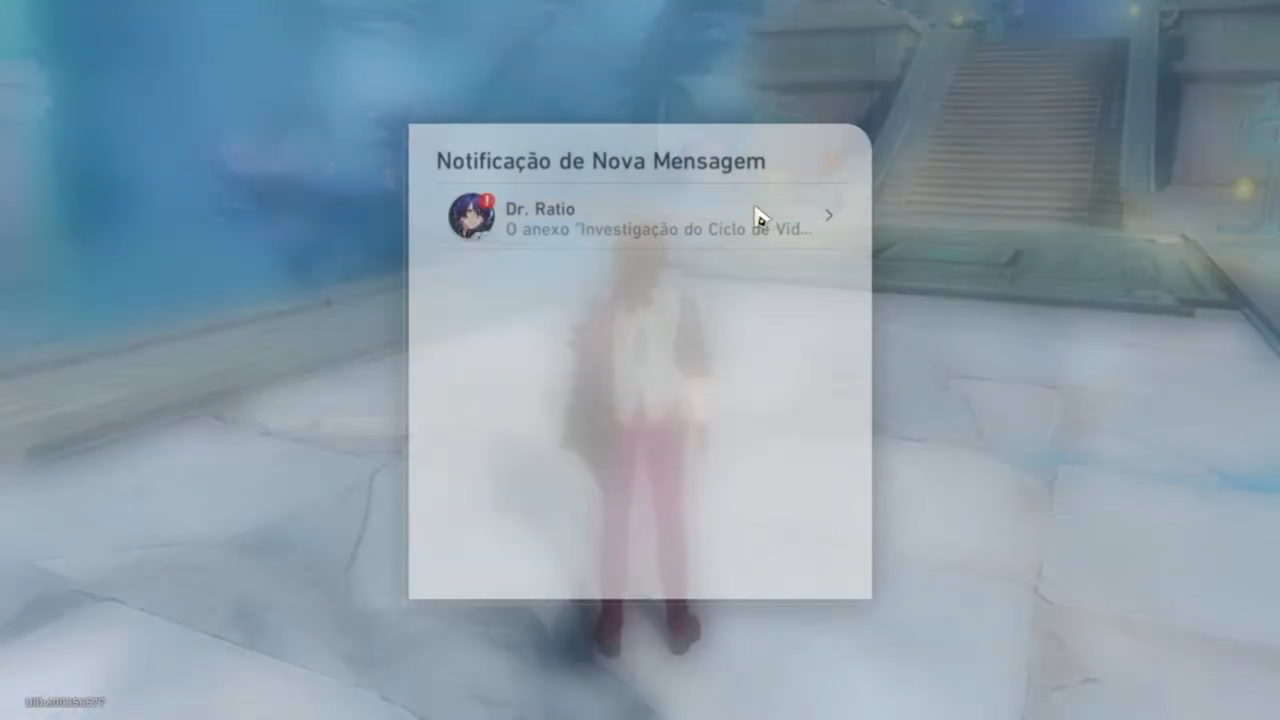 Notificação de Nova Mensagem
Dr. Ratio
O anexo "Investigação do Ciclo de Vid...